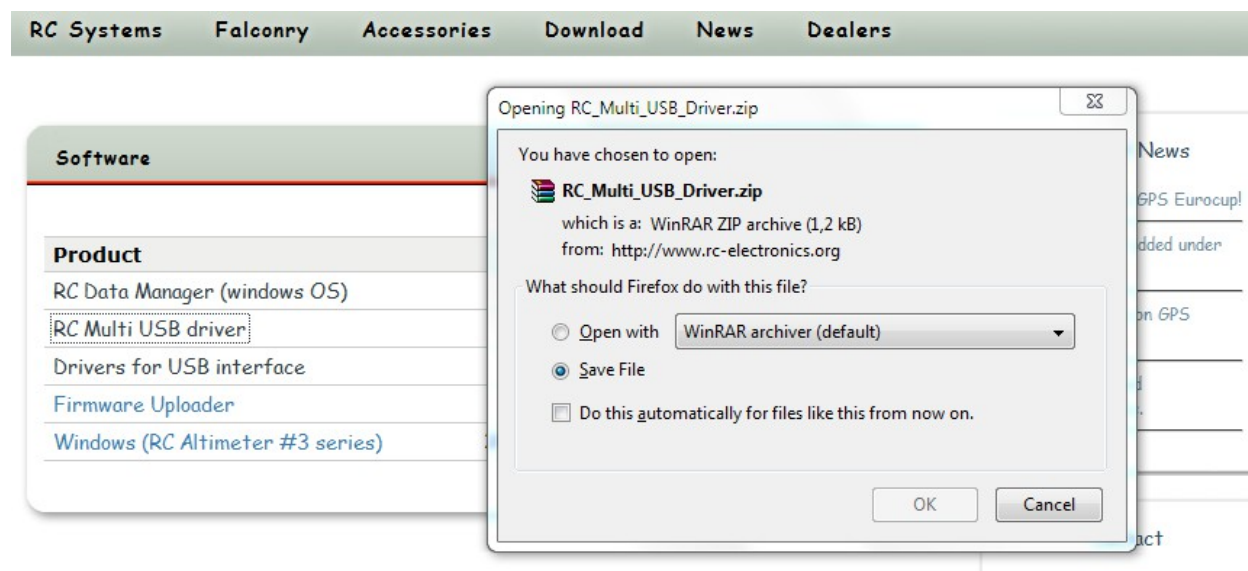 RC Systems Falconry Accessories Download News Dealers
Software
Product
RC Data Manager (windows OS)
RC Multi USB driver
Drivers for USB interface
Firmware Uploader
Windows (RC Altimeter #3 series)
Opening RC_Multi_USB_Driver.zip
You have chosen to open:
RC_Multi_USB_Driver.zip
which is a: WinRAR ZIP archive (1,2 kB)
from: http://www.rc-electronics.org
What should Firefox do with this file?
Open with WinRAR archiver (default)
Save File
Do this automatically for files like this from now on.
OK Cancel
News
GPS Eurocup!
under
on GPS